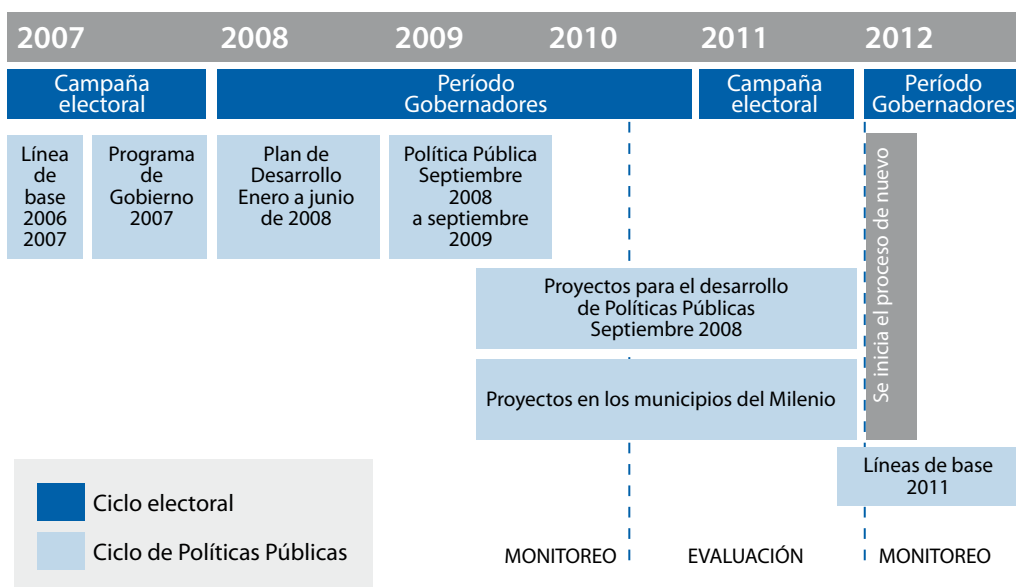 2007 2008 2009 2010 2011 2012
Campaña
electoral
Período
Gobernadores
Campaña
electoral
Período
Gobernadores
Línea
de
base
2006
2007
Programa
de
Gobierno
2007
Plan de
Desarrollo
Enero a junio
de 2008
Política Pública
Septiembre
2008
a septiembre
2009
Se inicia el proceso de nuevo
Proyectos para el desarrollo
de Políticas Públicas
Septiembre 2008
Proyectos en los municipios del Milenio
Líneas de base
2011
Ciclo electoral
Ciclo de Políticas Públicas
MONITOREO EVALUACIÓN MONITOREO